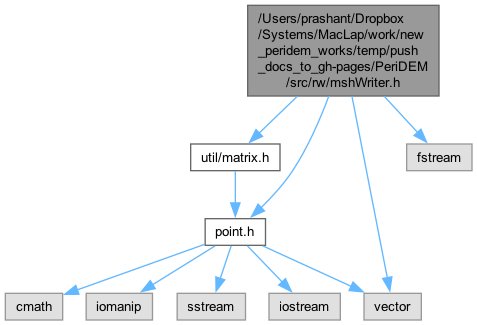 /Users/prashant/Dropbox
/Systems/MacLap/work/new
_peridem_works/temp/push
_docs_to_gh-pages/PeriDEM
/src/rw/mshWriter.h
util/matrix.h
fstream
point.h
cmath
iomanip
sstream
iostream
vector